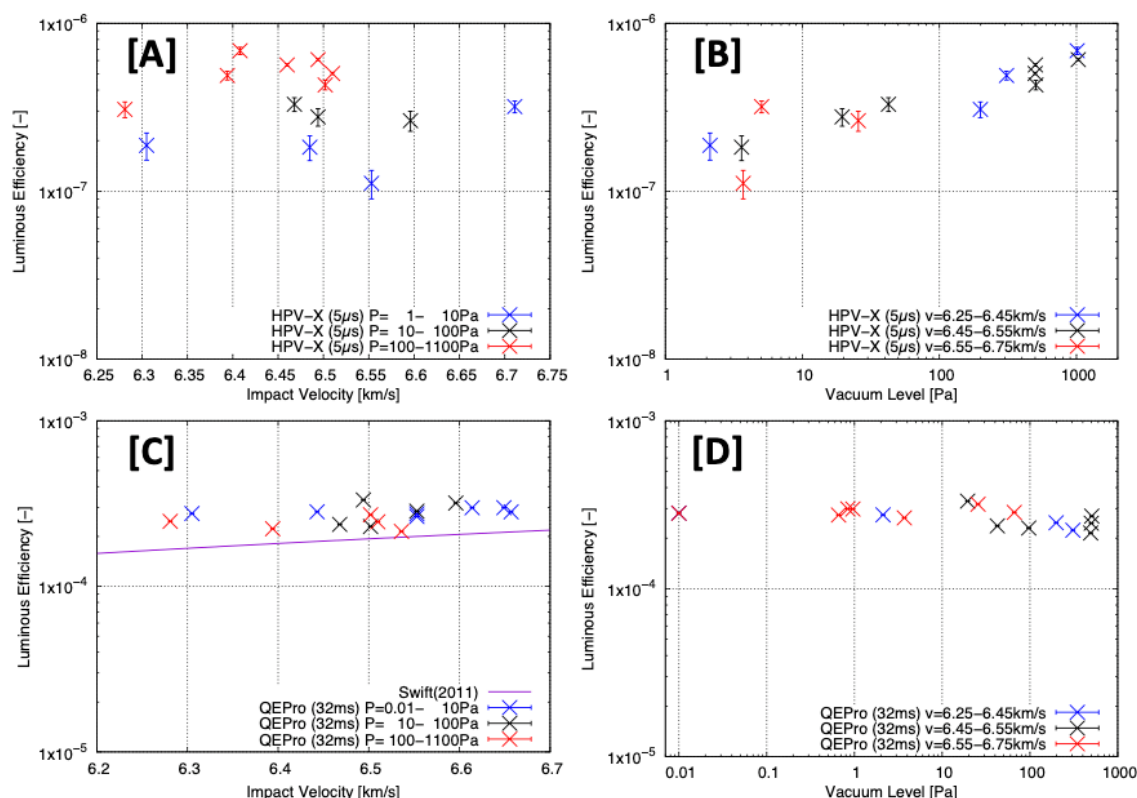 [A]
1x10⁻⁶
1x10⁻⁷
1x10⁻⁸
Luminous Efficiency [−]
HPV−X (5μs) P=   1−   10Pa
HPV−X (5μs) P=  10− 100Pa
HPV−X (5μs) P=100−1100Pa
6.25 6.3 6.35 6.4 6.45 6.5 6.55 6.6 6.65 6.7 6.75
Impact Velocity [km/s]
[B]
1x10⁻⁶
1x10⁻⁷
1x10⁻⁸
Luminous Efficiency [−]
HPV−X (5μs) v=6.25−6.45km/s
HPV−X (5μs) v=6.45−6.55km/s
HPV−X (5μs) v=6.55−6.75km/s
1 10 100 1000
Vacuum Level [Pa]
[C]
1x10⁻³
1x10⁻⁴
1x10⁻⁵
Luminous Efficiency [−]
Swift(2011)
QEPro (32ms) P=0.01−   10Pa
QEPro (32ms) P=  10−  100Pa
QEPro (32ms) P= 100−1100Pa
6.2 6.3 6.4 6.5 6.6 6.7
Impact Velocity [km/s]
[D]
1x10⁻³
1x10⁻⁴
1x10⁻⁵
Luminous Efficiency [−]
QEPro (32ms) v=6.25−6.45km/s
QEPro (32ms) v=6.45−6.55km/s
QEPro (32ms) v=6.55−6.75km/s
0.01 0.1 1 10 100 1000
Vacuum Level [Pa]